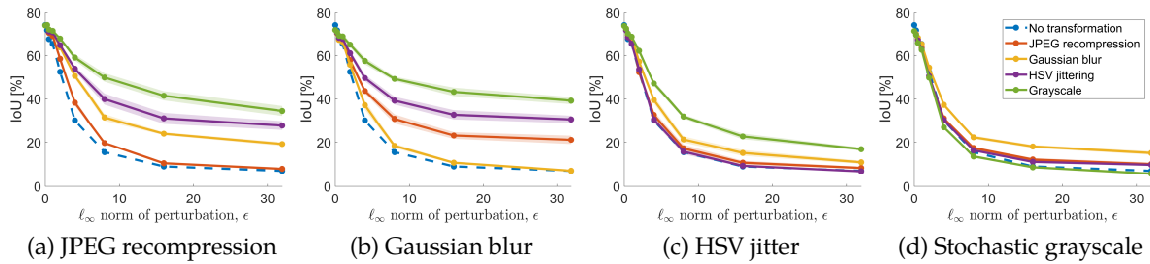 80
60
40
20
0
IoU [%]
0 10 20 30
ℓ∞ norm of perturbation, ϵ
(a) JPEG recompression
80
60
40
20
0
IoU [%]
0 10 20 30
ℓ∞ norm of perturbation, ϵ
(b) Gaussian blur
80
60
40
20
0
IoU [%]
0 10 20 30
ℓ∞ norm of perturbation, ϵ
(c) HSV jitter
80
60
40
20
0
IoU [%]
No transformation
JPEG recompression
Gaussian blur
HSV jittering
Grayscale
0 10 20 30
ℓ∞ norm of perturbation, ϵ
(d) Stochastic grayscale